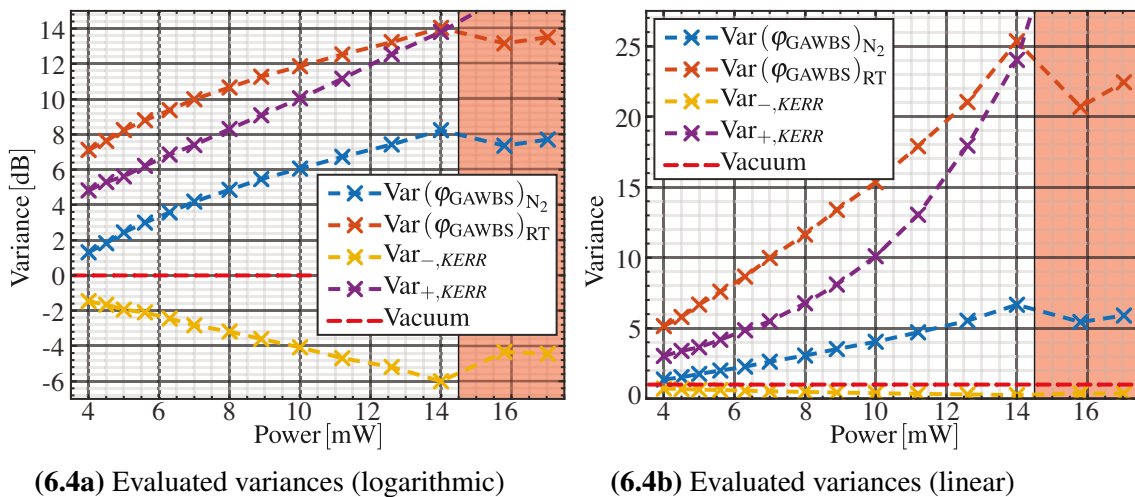 14
12
10
8
6
4
2
0
-2
-4
-6
Variance [dB]
Var (φGAWBS)N2
Var (φGAWBS)RT
Var−,KERR
Var+,KERR
Vacuum
4 6 8 10 12 14 16
Power [mW]
(6.4a) Evaluated variances (logarithmic)
25
20
15
10
5
0
Variance
Var (φGAWBS)N2
Var (φGAWBS)RT
Var−,KERR
Var+,KERR
Vacuum
4 6 8 10 12 14 16
Power [mW]
(6.4b) Evaluated variances (linear)